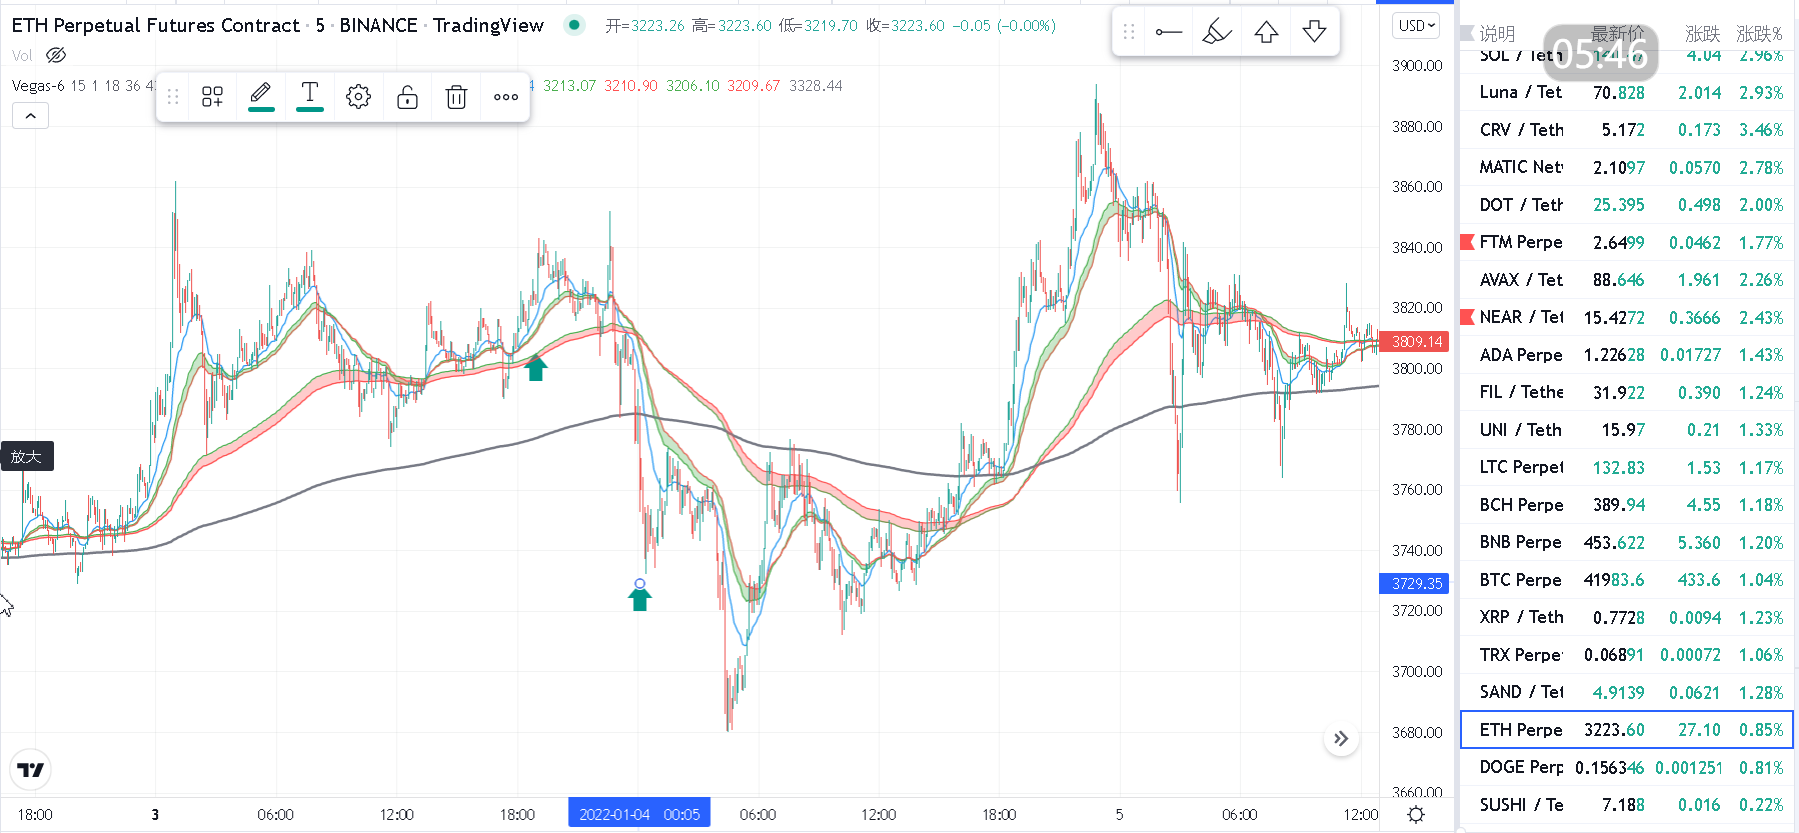 ETH Perpetual Futures Contract · 5 · BINANCE · TradingView 开=3223.26 高=3223.60 低=3219.70 收=3223.60 −0.05 (−0.00%)
Vol
Vegas-6 15 1 18 36 3213.07 3210.90 3206.10 3209.67 3328.44
T
放大
USD
3900.00
3880.00
3860.00
3840.00
3820.00
3809.14
3800.00
3780.00
3760.00
3740.00
3729.35
3720.00
3700.00
3680.00
3660.00
18:00 3 06:00 12:00 18:00 2022-01-04 00:05 06:00 12:00 18:00 5 06:00 12:00
说明 最新价 涨跌 涨跌%
05:46
SOL / Teth 4.04 2.96%
Luna / Tet 70.828 2.014 2.93%
CRV / Teth 5.172 0.173 3.46%
MATIC Net 2.1097 0.0570 2.78%
DOT / Teth 25.395 0.498 2.00%
FTM Perpe 2.6499 0.0462 1.77%
AVAX / Tet 88.646 1.961 2.26%
NEAR / Tet 15.4272 0.3666 2.43%
ADA Perpe 1.22628 0.01727 1.43%
FIL / Tethe 31.922 0.390 1.24%
UNI / Teth 15.97 0.21 1.33%
LTC Perpet 132.83 1.53 1.17%
BCH Perpe 389.94 4.55 1.18%
BNB Perpe 453.622 5.360 1.20%
BTC Perpe 41983.6 433.6 1.04%
XRP / Teth 0.7728 0.0094 1.23%
TRX Perpe 0.06891 0.00072 1.06%
SAND / Tet 4.9139 0.0621 1.28%
ETH Perpe 3223.60 27.10 0.85%
DOGE Perp 0.156346 0.001251 0.81%
SUSHI / Te 7.188 0.016 0.22%